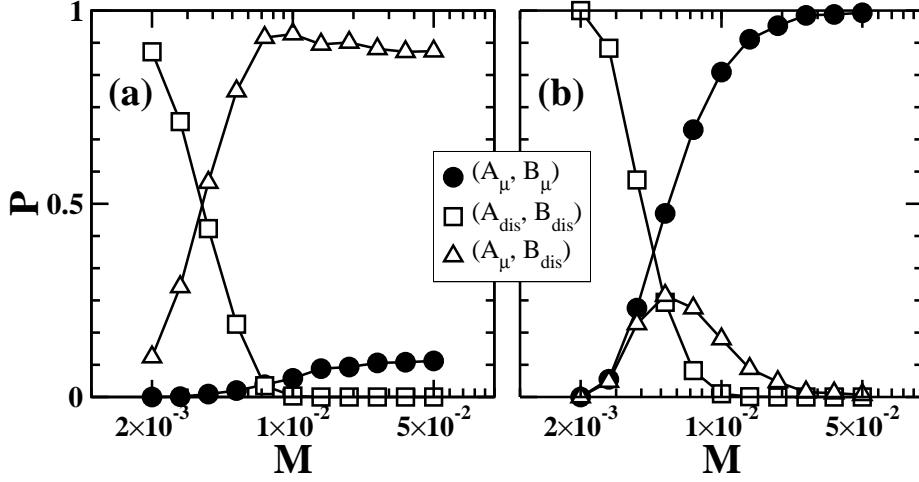 1
(a)
(b)
(A_μ, B_μ)
(A_dis, B_dis)
(A_μ, B_dis)
P
0.5
0
2×10⁻³
1×10⁻²
5×10⁻²
2×10⁻³
1×10⁻²
5×10⁻²
M
M